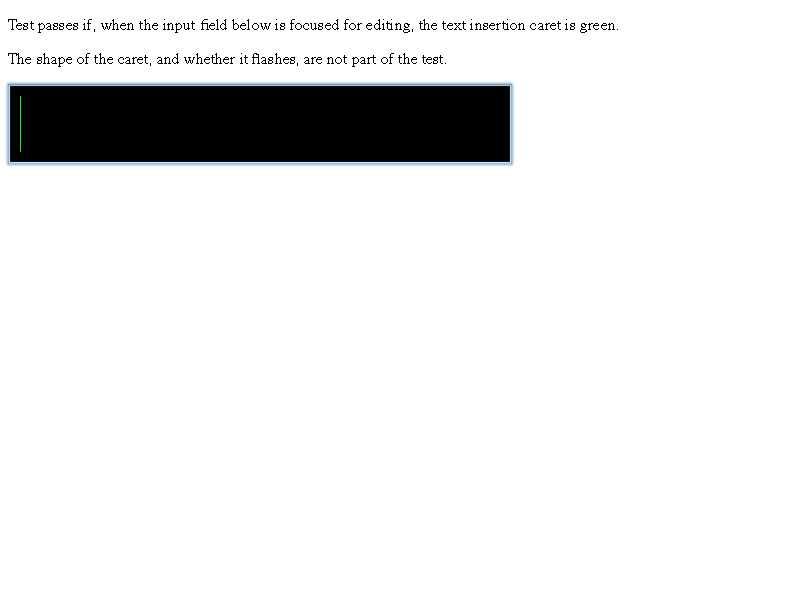 Test passes if, when the input field below is focused for editing, the text insertion caret is green.
The shape of the caret, and whether it flashes, are not part of the test.